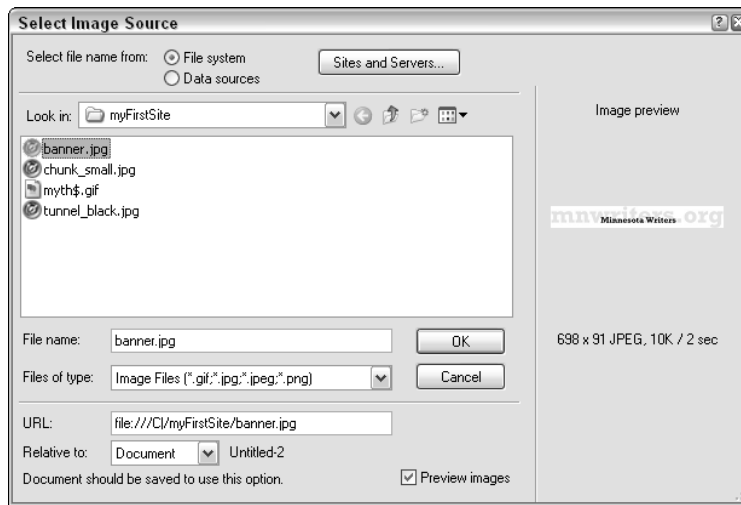 Select Image Source
Select file name from: File system Sites and Servers...
Data sources
Look in: myFirstSite
Image preview
banner.jpg
chunk_small.jpg
myth$.gif
tunnel_black.jpg
mnwriters.org
Minnesota Writers
File name: banner.jpg OK
698 x 91 JPEG, 10K / 2 sec
Files of type: Image Files (*.gif;*.jpg;*.jpeg;*.png) Cancel
URL: file:///C|/myFirstSite/banner.jpg
Relative to: Document Untitled-2
Document should be saved to use this option. Preview images